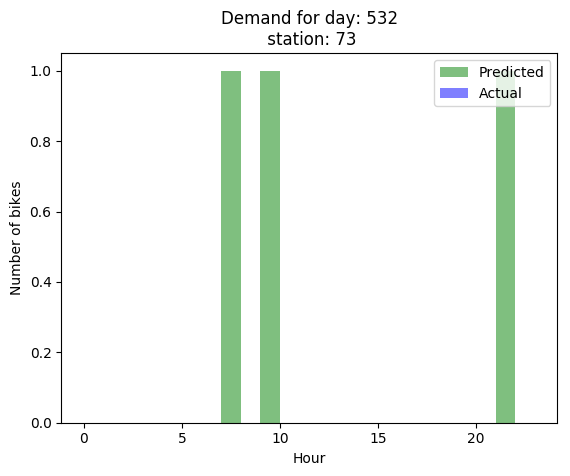 Demand for day: 532
station: 73
Predicted
Actual
1.0
0.8
0.6
0.4
0.2
0.0
Number of bikes
0
5
10
15
20
Hour